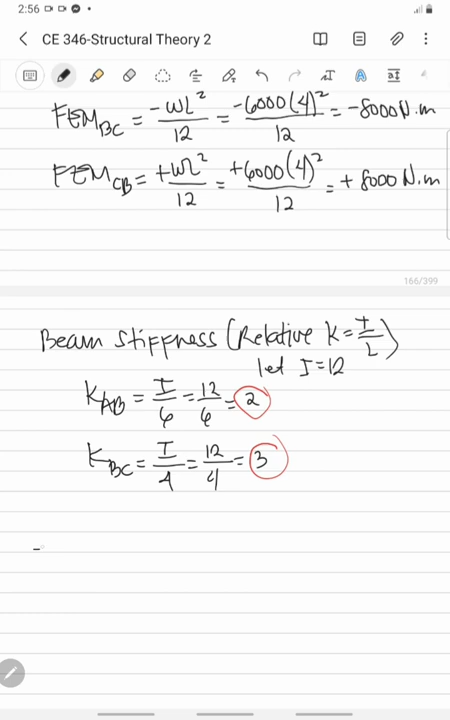 2:56
CE 346-Structural Theory 2
FEM_BC = -WL²/12 = -6000(4)²/12 = -8000 N.m
FEM_CB = +WL²/12 = +6000(4)²/12 = +8000 N.m
166/399
Beam Stiffness (Relative K = I/L)
let I=12
K_AB = I/6 = 12/6 = 2
K_BC = I/4 = 12/4 = 3